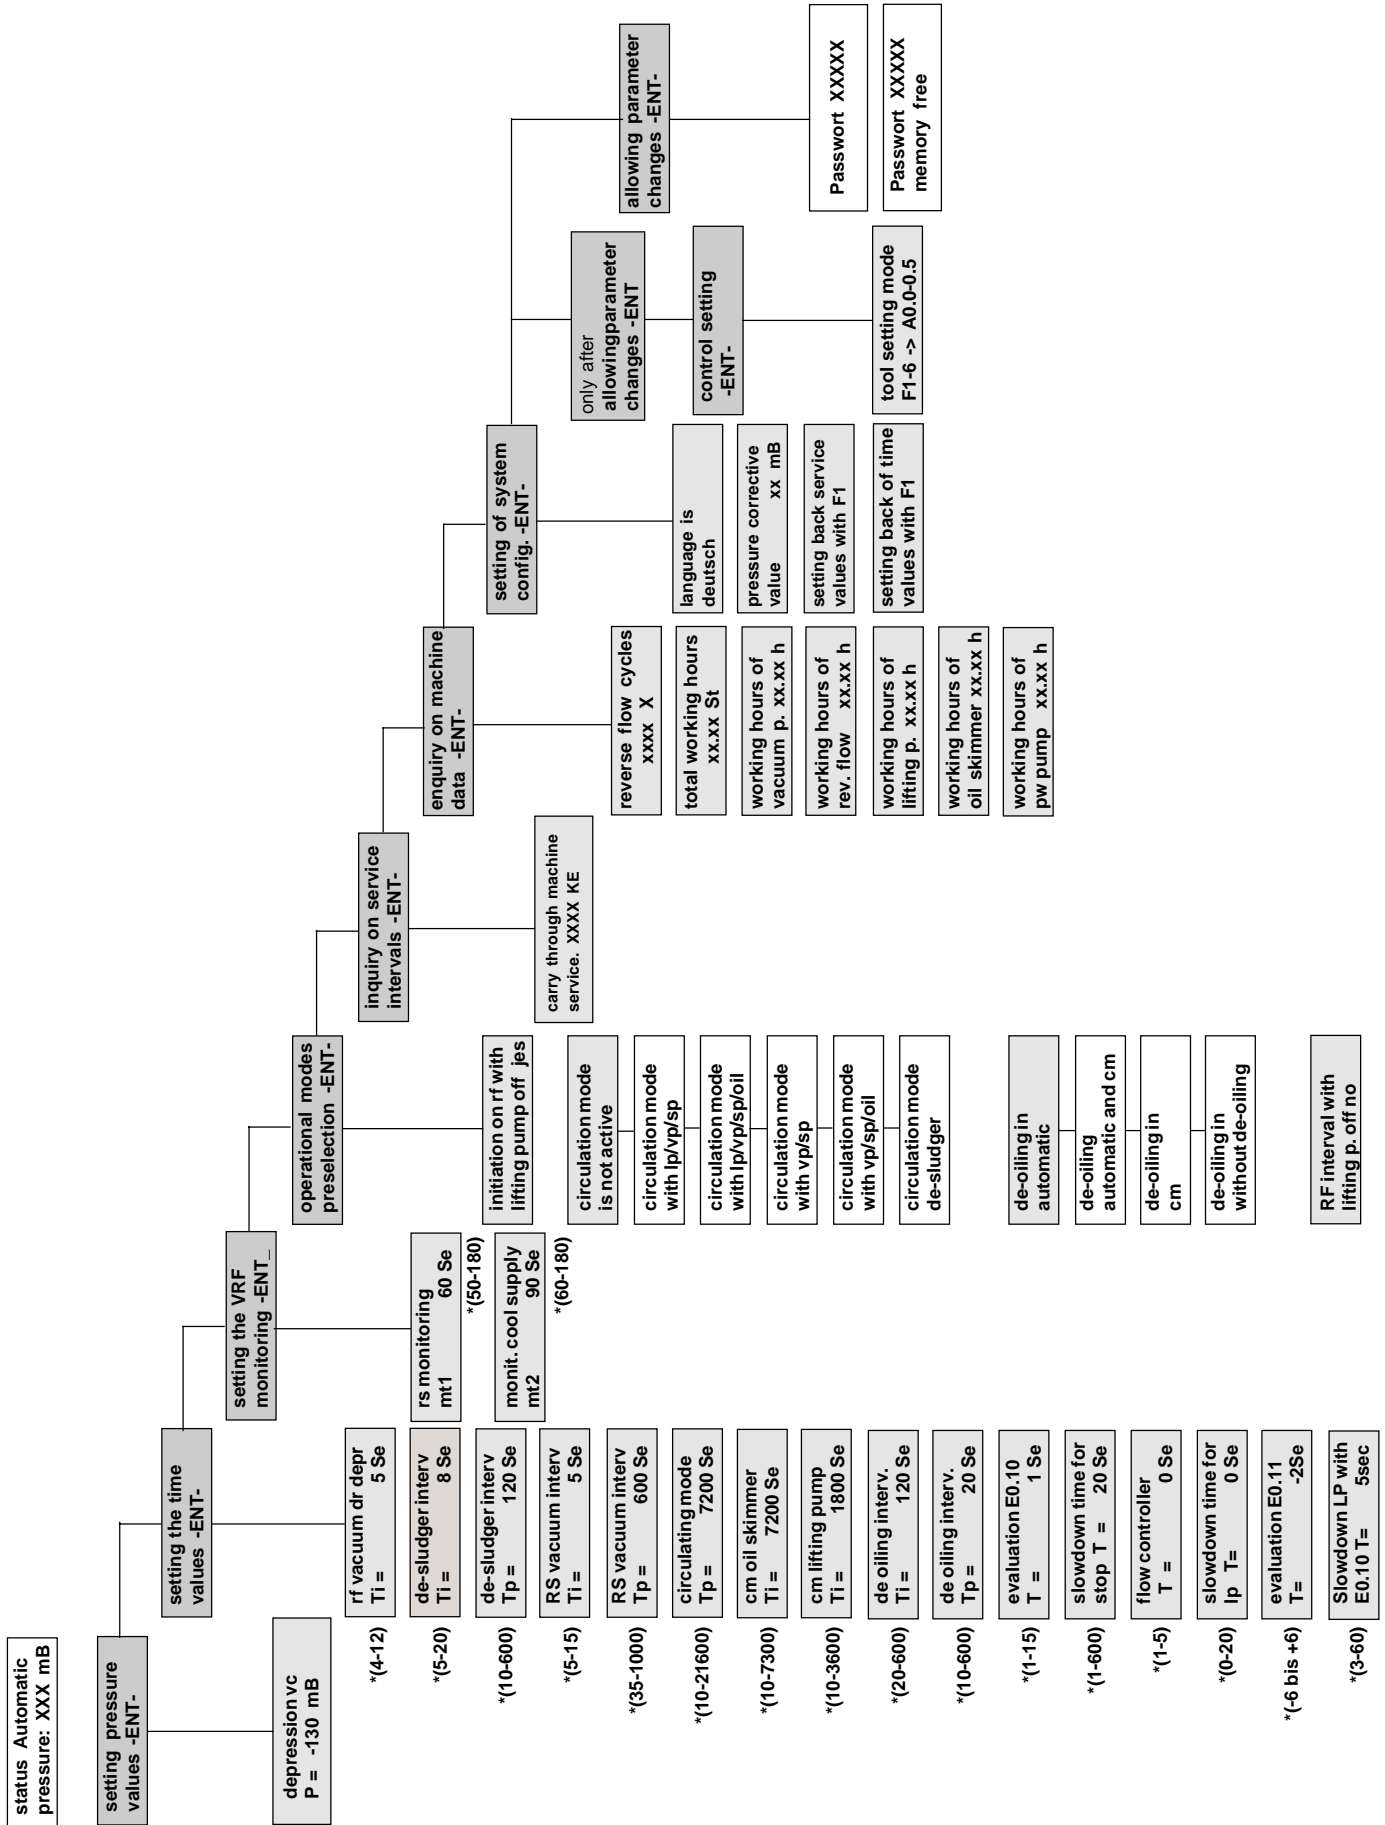 status Automatic
pressure: XXX mB
setting pressure
values -ENT-
depression vc
P = -130 mB
setting the time
values -ENT-
rf vacuum dr depr
Ti = 5 Se
*(4-12)
de-sludger interv
Ti = 8 Se
*(5-20)
de-sludger interv
Tp = 120 Se
*(10-600)
RS vacuum interv
Ti = 5 Se
*(5-15)
RS vacuum interv
Tp = 600 Se
*(35-1000)
circulating mode
Tp = 7200 Se
*(10-21600)
cm oil skimmer
Ti = 7200 Se
*(10-7300)
cm lifting pump
Ti = 1800 Se
*(10-3600)
de oiling interv.
Ti = 120 Se
*(20-600)
de oiling interv.
Tp = 20 Se
*(10-600)
evaluation E0.10
T = 1 Se
*(1-15)
slowdown time for
stop T = 20 Se
*(1-600)
flow controller
T = 0 Se
*(1-5)
slowdown time for
lp T= 0 Se
*(0-20)
evaluation E0.11
T= -2Se
*(-6 bis +6)
Slowdown LP with
E0.10 T= 5sec
*(3-60)
setting the VRF
monitoring -ENT_
rs monitoring
mt1 60 Se
*(50-180)
monit. cool supply
mt2 90 Se
*(60-180)
operational modes
preselection -ENT-
initiation on rf with
lifting pump off jes
circulation mode
is not active
circulation mode
with lp/vp/sp
circulation mode
with lp/vp/sp/oil
circulation mode
with vp/sp
circulation mode
with vp/sp/oil
circulation mode
de-sludger
de-oiling in
automatic
de-oiling
automatic and cm
de-oiling in
cm
de-oiling in
without de-oiling
RF interval with
lifting p. off no
inquiry on service
intervals -ENT-
carry through machine
service. XXXX KE
enquiry on machine
data -ENT-
reverse flow cycles
xxxx X
total working hours
xx.xx St
working hours of
vacuum p. xx.xx h
working hours of
rev. flow xx.xx h
working hours of
lifting p. xx.xx h
working hours of
oil skimmer xx.xx h
working hours of
pw pump xx.xx h
setting of system
config. -ENT-
language is
deutsch
pressure corrective
value xx mB
setting back service
values with F1
setting back of time
values with F1
only after
allowingparameter
changes -ENT
control setting
-ENT-
tool setting mode
F1-6 -> A0.0-0.5
allowing parameter
changes -ENT-
Passwort XXXXX
Passwort XXXXX
memory free